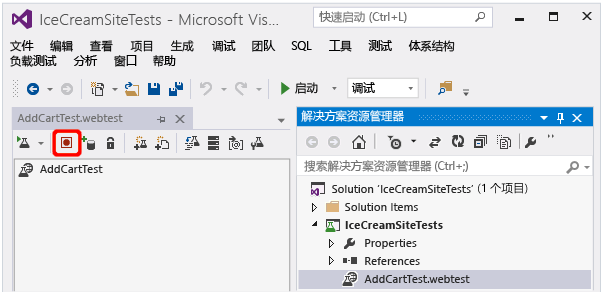 IceCreamSiteTests - Microsoft Vis...
快速启动 (Ctrl+L)
文件 编辑 查看 项目 生成 调试 团队 SQL 工具 测试 体系结构
负载测试 分析 窗口 帮助
启动 调试
AddCartTest.webtest
AddCartTest
解决方案资源管理器
搜索解决方案资源管理器 (Ctrl+;)
Solution 'IceCreamSiteTests' (1 个项目)
Solution Items
IceCreamSiteTests
Properties
References
AddCartTest.webtest